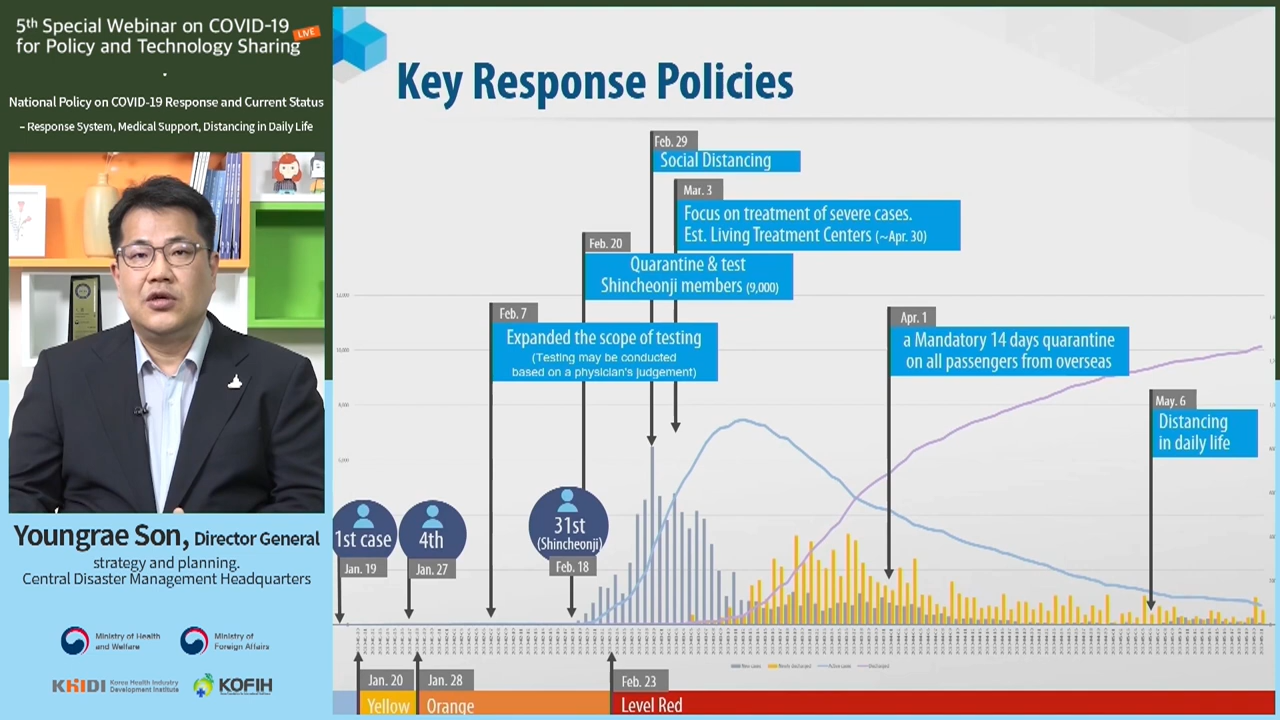 5th Special Webinar on COVID-19
for Policy and Technology Sharing
LIVE
National Policy on COVID-19 Response and Current Status
– Response System, Medical Support, Distancing in Daily Life
Youngrae Son, Director General
strategy and planning.
Central Disaster Management Headquarters
Ministry of Health
and Welfare
Ministry of
Foreign Affairs
KHIDI
Korea Health Industry
Development Institute
KOFIH
Key Response Policies
Feb. 29
Social Distancing
Mar. 3
Focus on treatment of severe cases.
Est. Living Treatment Centers (~Apr. 30)
Feb. 20
Quarantine & test
Shincheonji members (9,000)
Feb. 7
Expanded the scope of testing
(Testing may be conducted
based on a physician's judgement)
Apr. 1
a Mandatory 14 days quarantine
on all passengers from overseas
May. 6
Distancing
in daily life
1st case
Jan. 19
4th
Jan. 27
31st
(Shincheonji)
Feb. 18
Jan. 20
Yellow
Jan. 28
Orange
Feb. 23
Level Red